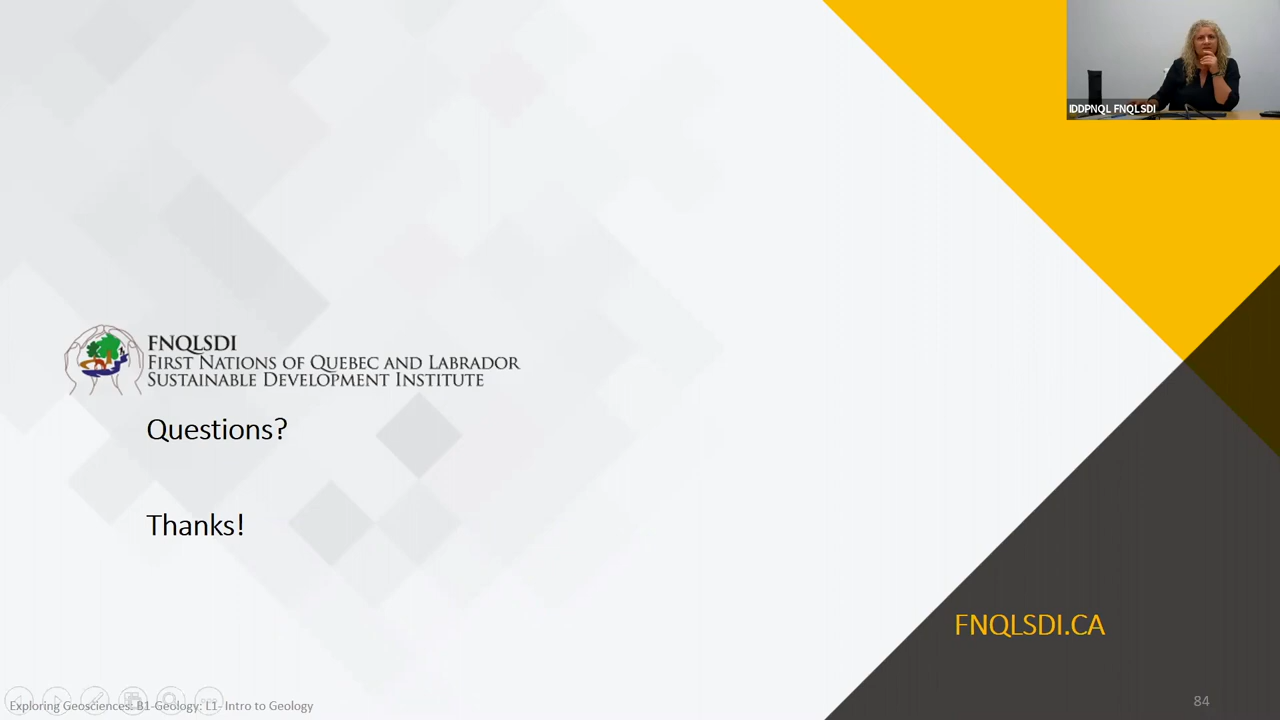 IDDPNQL FNQLSDI
FNQLSDI
First Nations of Quebec and Labrador
Sustainable Development Institute
Questions?
Thanks!
FNQLSDI.CA
Exploring Geosciences: B1-Geology: L1- Intro to Geology
84